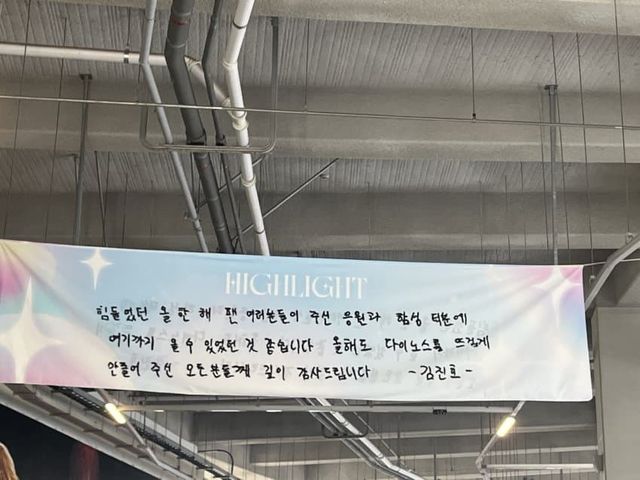 HIGHLIGHT
힘들었던 올 한 해 팬 여러분들이 주신 응원과 함성 덕분에
여기까지 올 수 있었던 것 같습니다 올해도 다이노스를 뜨겁게
만들어 주신 모든분들께 깊이 감사드립니다 -김진호-